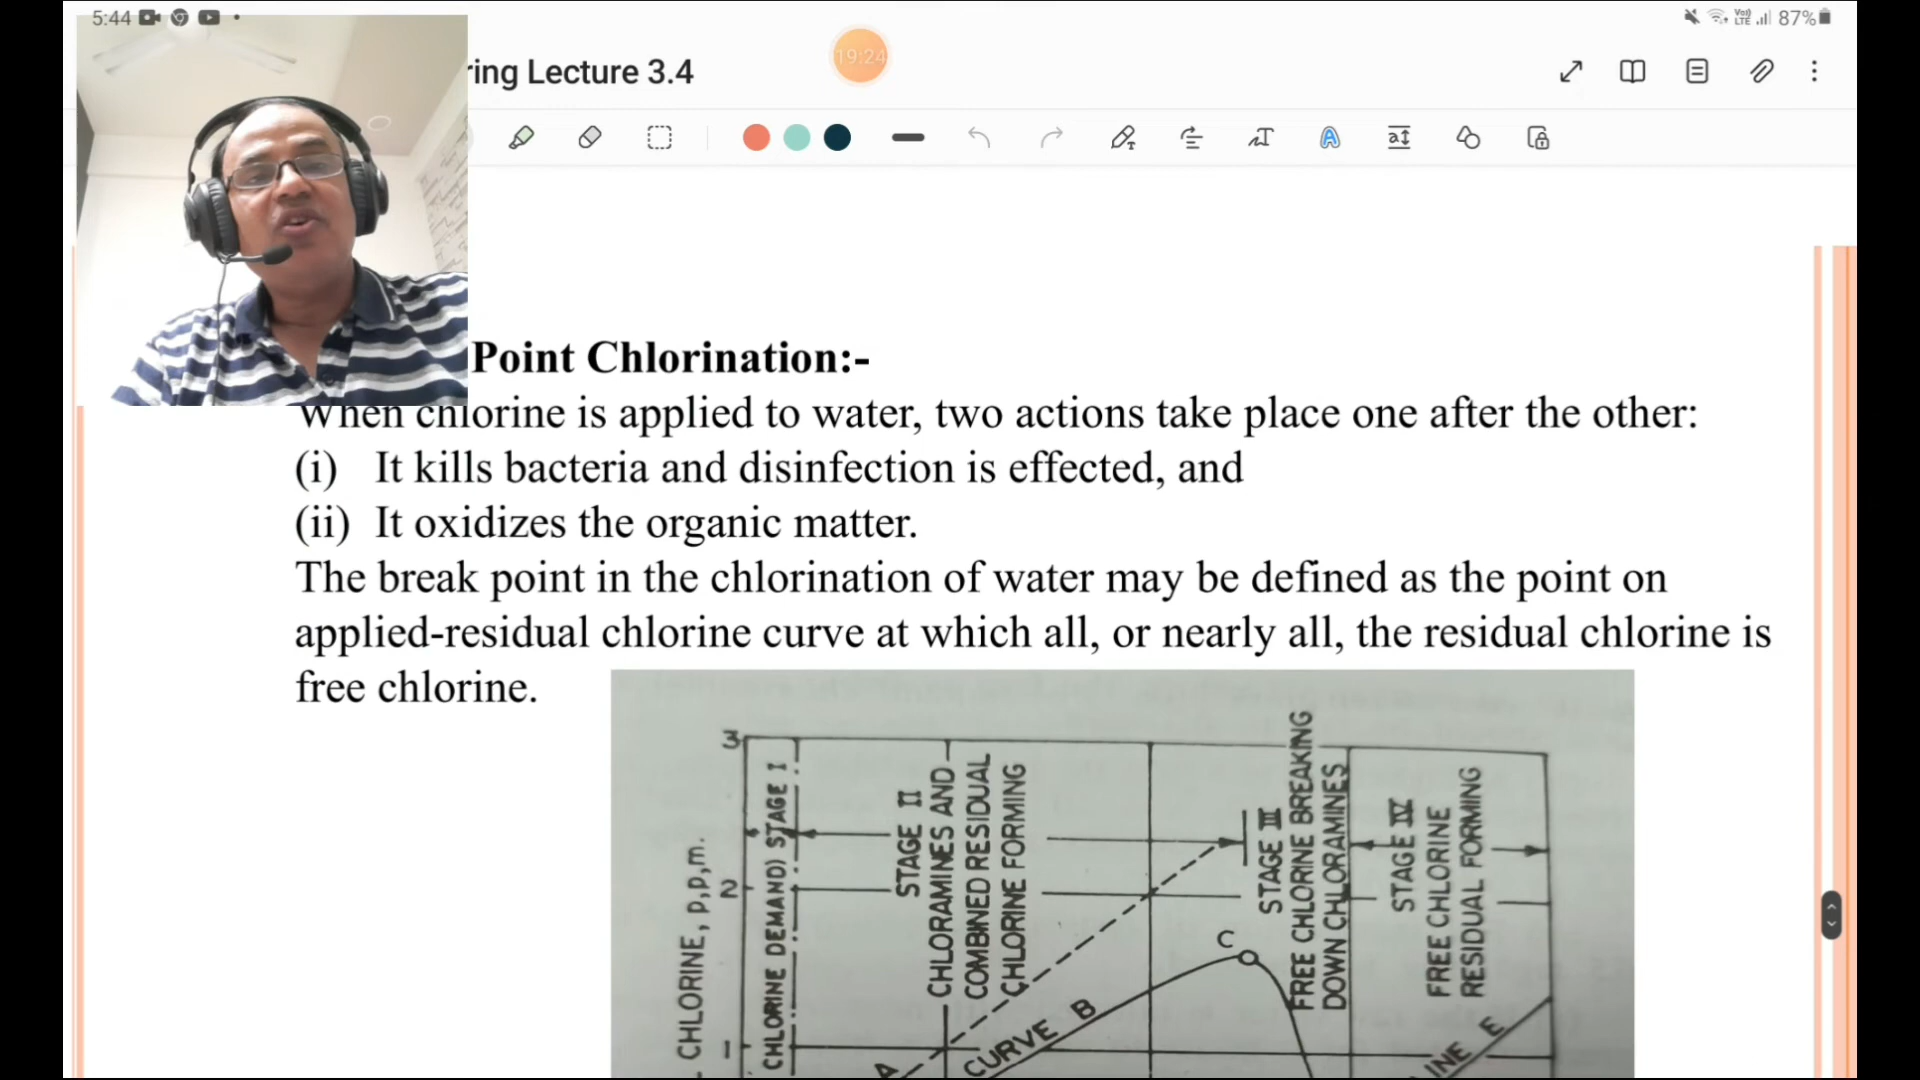 5:44
Vo)) LTE 87%
ring Lecture 3.4
19:24
Point Chlorination:-
When chlorine is applied to water, two actions take place one after the other:
(i) It kills bacteria and disinfection is effected, and
(ii) It oxidizes the organic matter.
The break point in the chlorination of water may be defined as the point on
applied-residual chlorine curve at which all, or nearly all, the residual chlorine is
free chlorine.
3
2
1
CHLORINE, p,p,m.
CHLORINE DEMAND) STAGE I
STAGE II
CHLORAMINES AND
COMBINED RESIDUAL
CHLORINE FORMING
STAGE III
FREE CHLORINE BREAKING
DOWN CHLORAMINES
STAGE IV
FREE CHLORINE
RESIDUAL FORMING
A
CURVE B
C
INE E